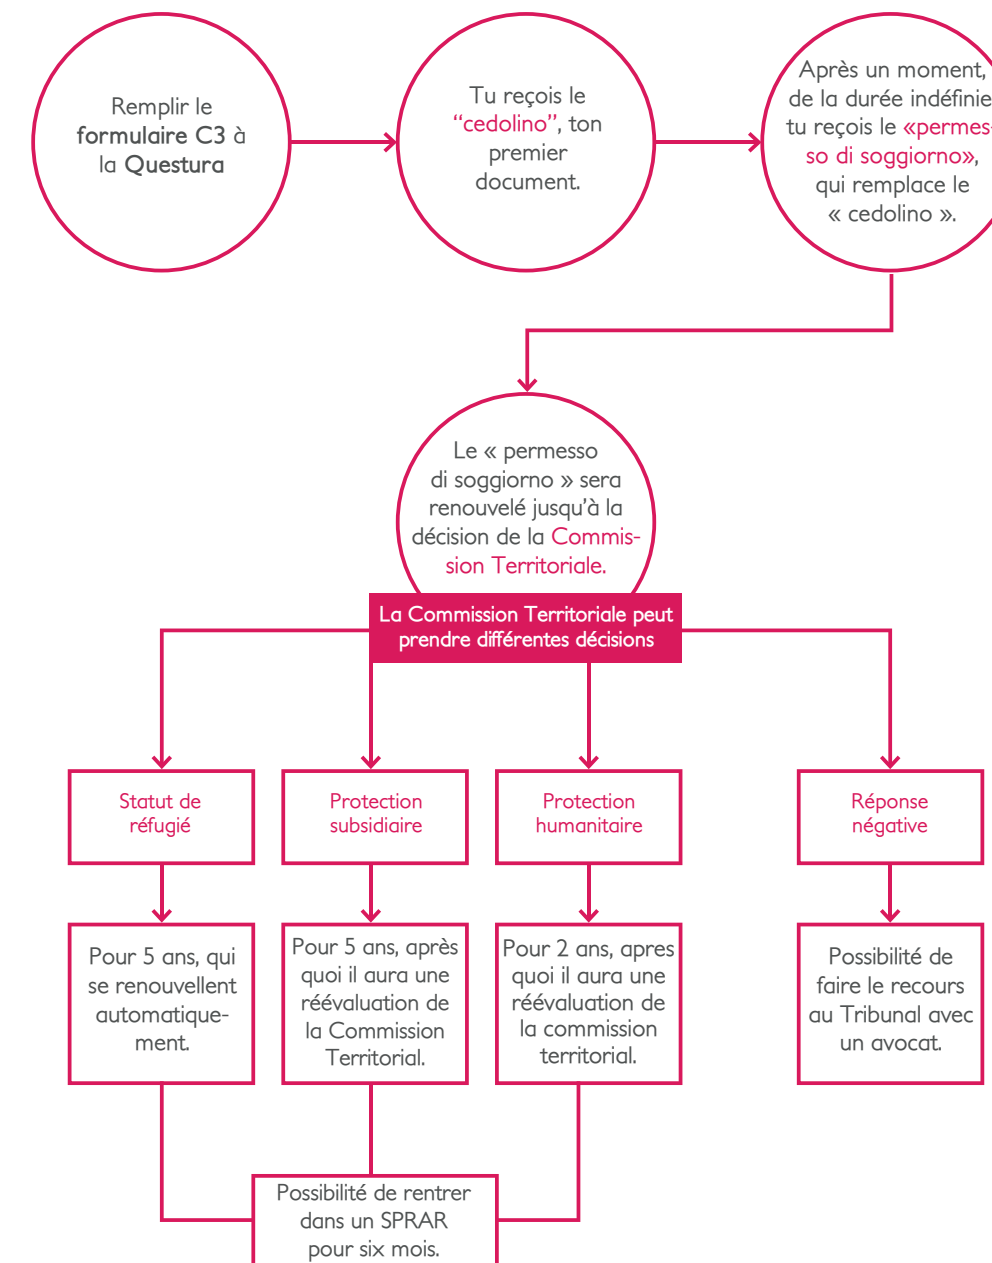 Remplir le
formulaire C3 à
la Questura
Tu reçois le
“cedolino”, ton
premier
document.
Après un moment,
de la durée indéfinie
tu reçois le «permes-
so di soggiorno»,
qui remplace le
« cedolino ».
Le « permesso
di soggiorno » sera
renouvelé jusqu’à la
décision de la Commis-
sion Territoriale.
La Commission Territoriale peut
prendre différentes décisions
Statut de
réfugié
Protection
subsidiaire
Protection
humanitaire
Réponse
négative
Pour 5 ans, qui
se renouvellent
automatique-
ment.
Pour 5 ans, après
quoi il aura une
réévaluation de
la Commission
Territorial.
Pour 2 ans, apres
quoi il aura une
réévaluation de
la commission
territorial.
Possibilité de
faire le recours
au Tribunal avec
un avocat.
Possibilité de rentrer
dans un SPRAR
pour six mois.